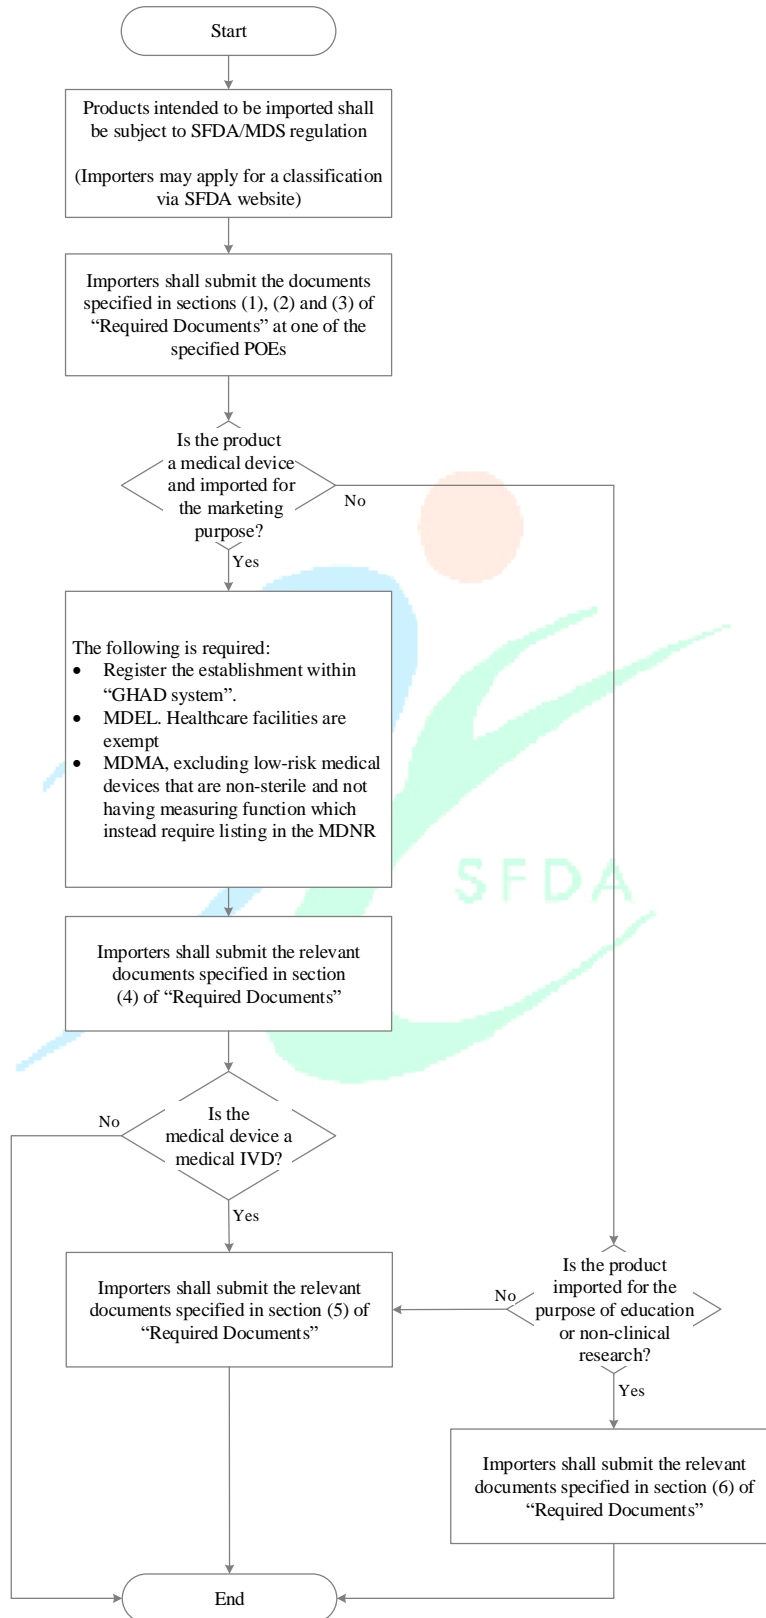 Start
Products intended to be imported shall
be subject to SFDA/MDS regulation
(Importers may apply for a classification
via SFDA website)
Importers shall submit the documents
specified in sections (1), (2) and (3) of
“Required Documents” at one of the
specified POEs
Is the product
a medical device
and imported for
the marketing
purpose?
No
Yes
The following is required:
• Register the establishment within
“GHAD system”.
• MDEL. Healthcare facilities are
exempt
• MDMA, excluding low-risk medical
devices that are non-sterile and not
having measuring function which
instead require listing in the MDNR
SFDA
Importers shall submit the relevant
documents specified in section
(4) of “Required Documents”
Is the
medical device a
medical IVD?
No
Yes
Importers shall submit the relevant
documents specified in section (5) of
“Required Documents”
Is the product
imported for the
purpose of education
or non-clinical
research?
No
Yes
Importers shall submit the relevant
documents specified in section (6) of
“Required Documents”
End